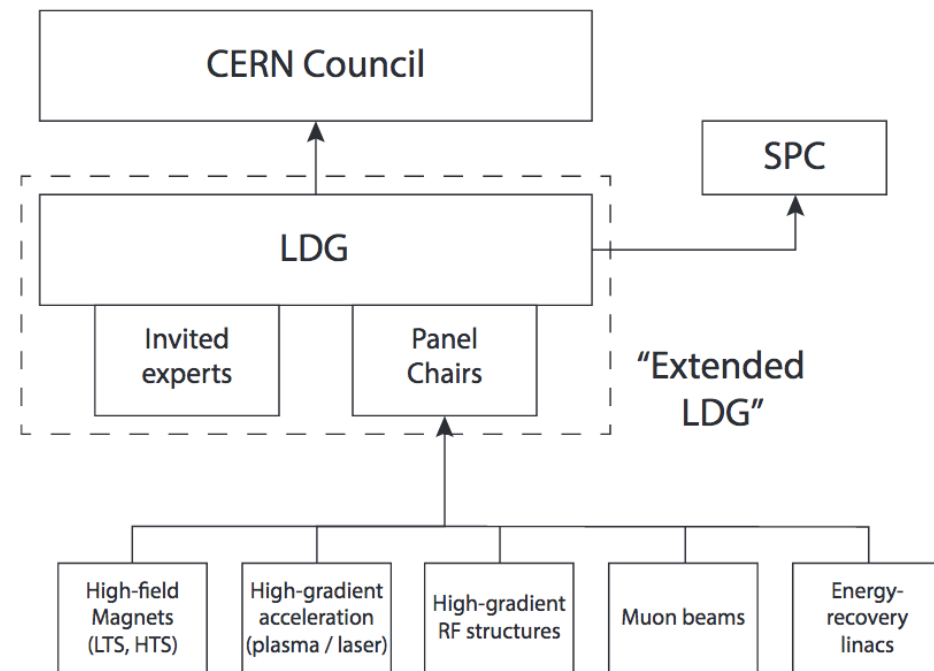 CERN Council
SPC
LDG
Invited
experts
Panel
Chairs
“Extended
LDG”
High-field
Magnets
(LTS, HTS)
High-gradient
acceleration
(plasma / laser)
High-gradient
RF structures
Muon beams
Energy-
recovery
linacs